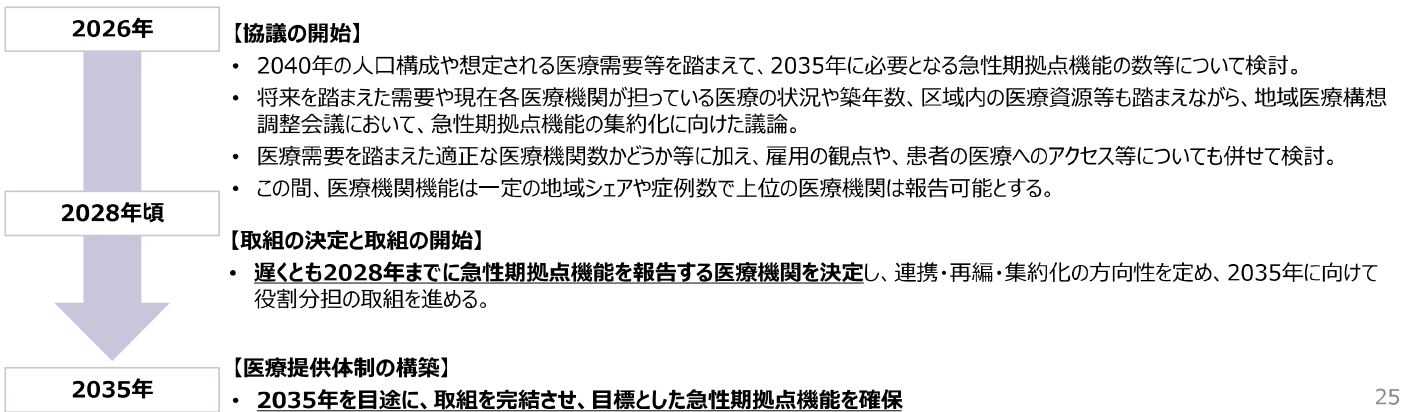 2026年
【協議の開始】
• 2040年の人口構成や想定される医療需要等を踏まえて、2035年に必要となる急性期拠点機能の数等について検討。
• 将来を踏まえた需要や現在各医療機関が担っている医療の状況や築年数、区域内の医療資源等も踏まえながら、地域医療構想
調整会議において、急性期拠点機能の集約化に向けた議論。
• 医療需要を踏まえた適正な医療機関数かどうか等に加え、雇用の観点や、患者の医療へのアクセス等についても併せて検討。
• この間、医療機関機能は一定の地域シェアや症例数で上位の医療機関は報告可能とする。
2028年頃
【取組の決定と取組の開始】
• 遅くとも2028年までに急性期拠点機能を報告する医療機関を決定し、連携・再編・集約化の方向性を定め、2035年に向けて
役割分担の取組を進める。
2035年
【医療提供体制の構築】
• 2035年を目途に、取組を完結させ、目標とした急性期拠点機能を確保
25